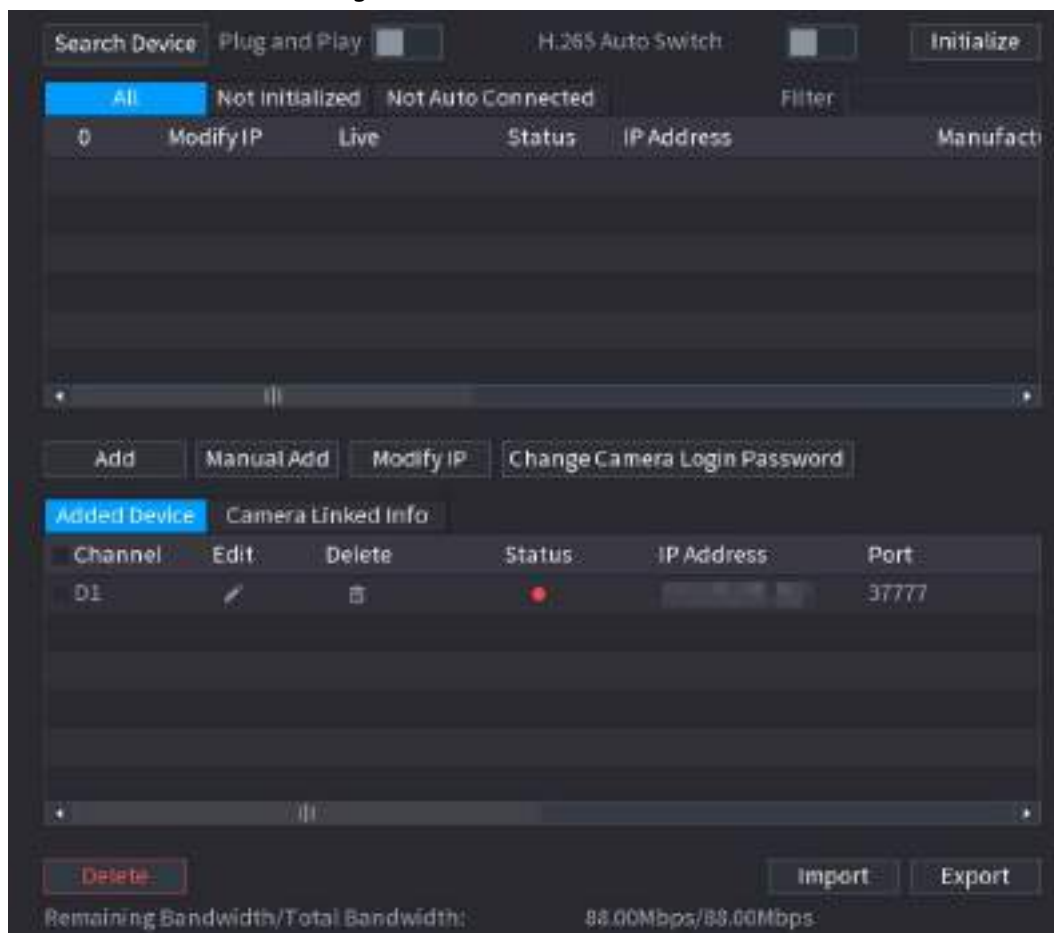 Search Device Plug and Play H.265 Auto Switch Initialize
All Not Initialized Not Auto Connected Filter
0 Modify IP Live Status IP Address Manufact
Add Manual Add Modify IP Change Camera Login Password
Added Device Camera Linked Info
Channel Edit Delete Status IP Address Port
D1 37777
Delete Import Export
Remaining Bandwidth/Total Bandwidth: 88.00Mbps/88.00Mbps